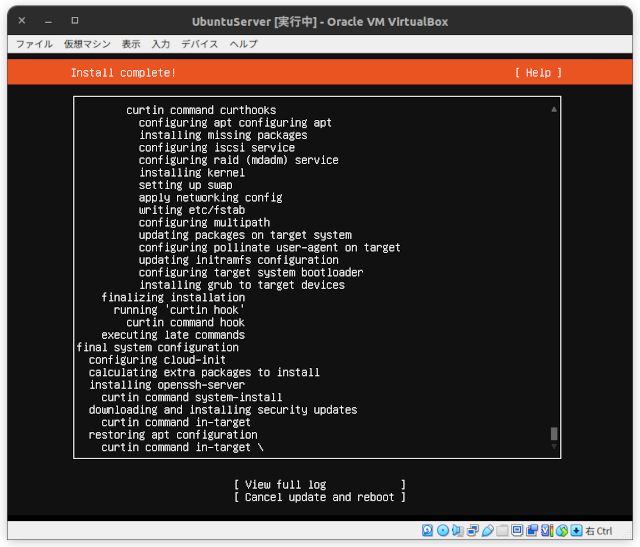 UbuntuServer [実行中] - Oracle VM VirtualBox
ファイル 仮想マシン 表示 入力 デバイス ヘルプ
Install complete! [ Help ]
curtin command curthooks
configuring apt configuring apt
installing missing packages
configuring iscsi service
configuring raid (mdadm) service
installing kernel
setting up swap
apply networking config
writing etc/fstab
configuring multipath
updating packages on target system
configuring pollinate user-agent on target
updating initramfs configuration
configuring target system bootloader
installing grub to target devices
finalizing installation
running 'curtin hook'
curtin command hook
executing late commands
final system configuration
configuring cloud-init
calculating extra packages to install
installing openssh-server
curtin command system-install
downloading and installing security updates
curtin command in-target
restoring apt configuration
curtin command in-target \
[ View full log ]
[ Cancel update and reboot ]
右 Ctrl